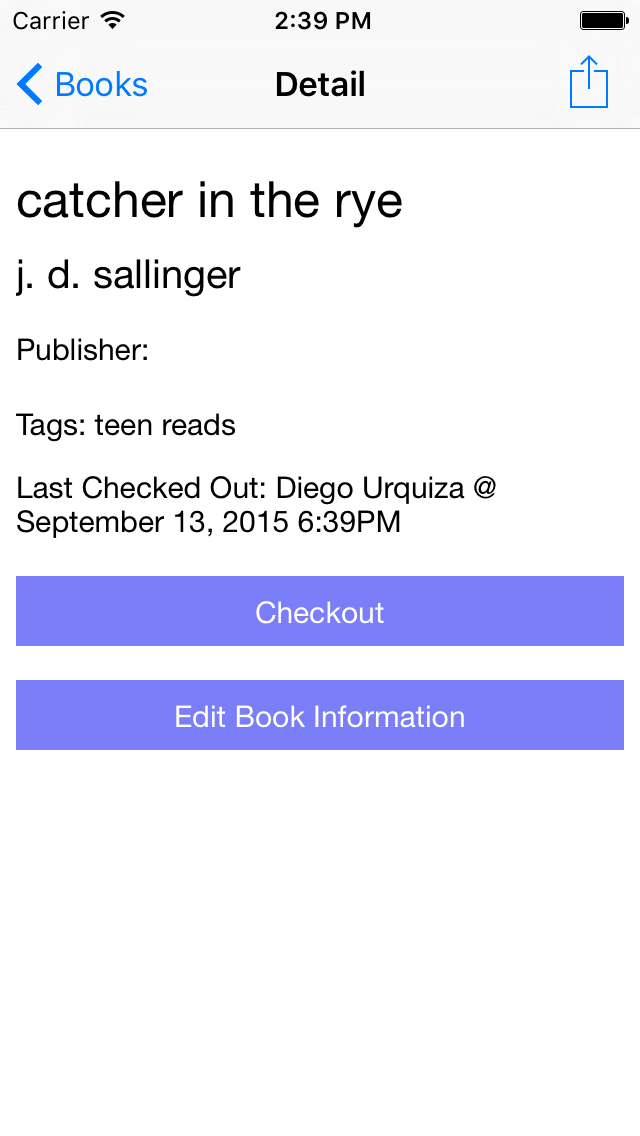 Carrier 2:39 PM
Books Detail
catcher in the rye
j. d. sallinger
Publisher:
Tags: teen reads
Last Checked Out: Diego Urquiza @
September 13, 2015 6:39PM
Checkout
Edit Book Information